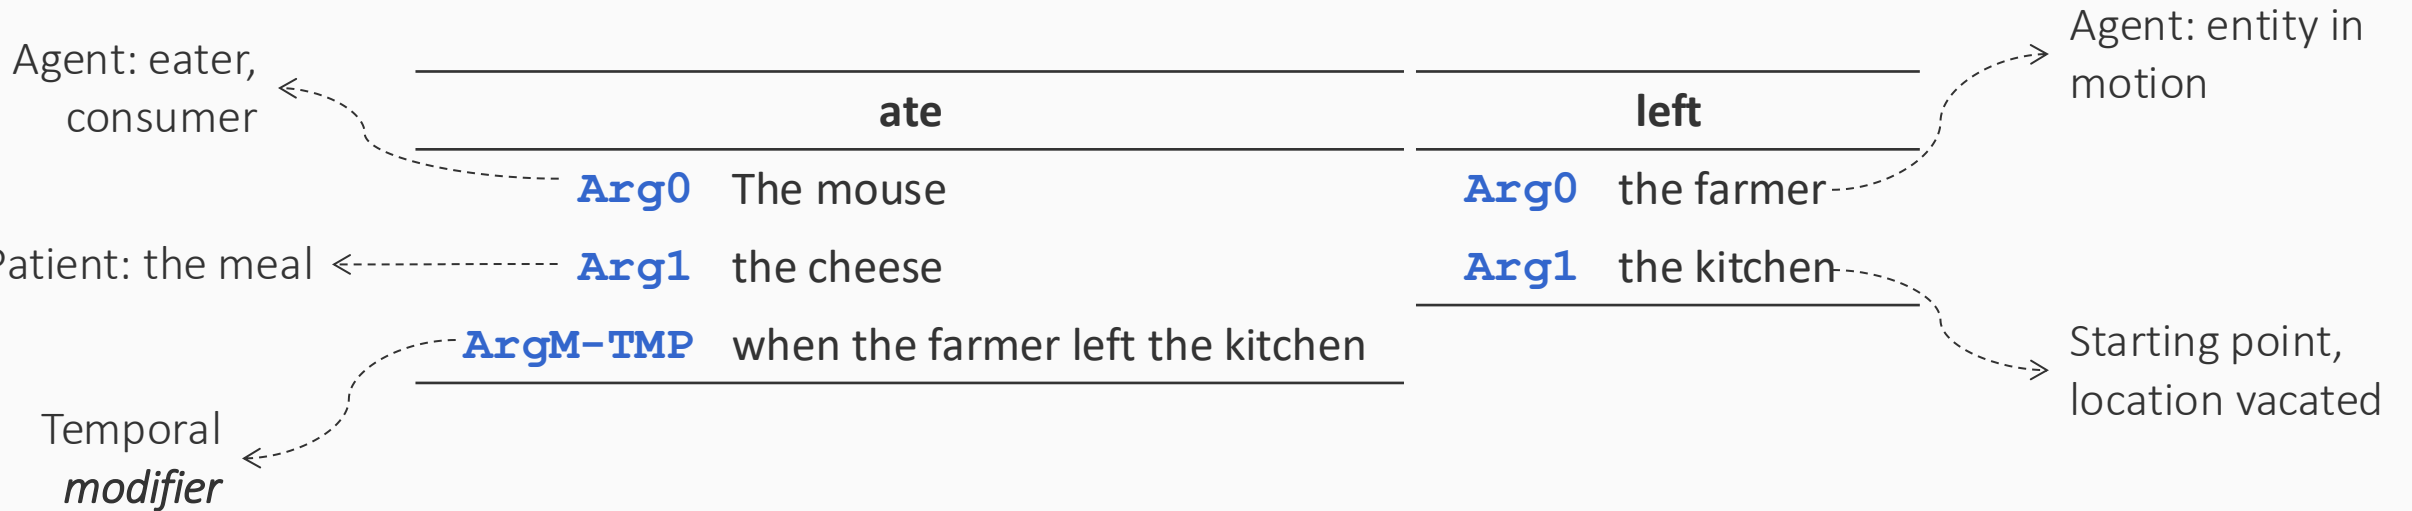 Agent: eater,
consumer
ate
Arg0 The mouse
Arg1 the cheese
Patient: the meal
ArgM-TMP when the farmer left the kitchen
Temporal
modifier
left
Arg0 the farmer
Arg1 the kitchen
Agent: entity in
motion
Starting point,
location vacated